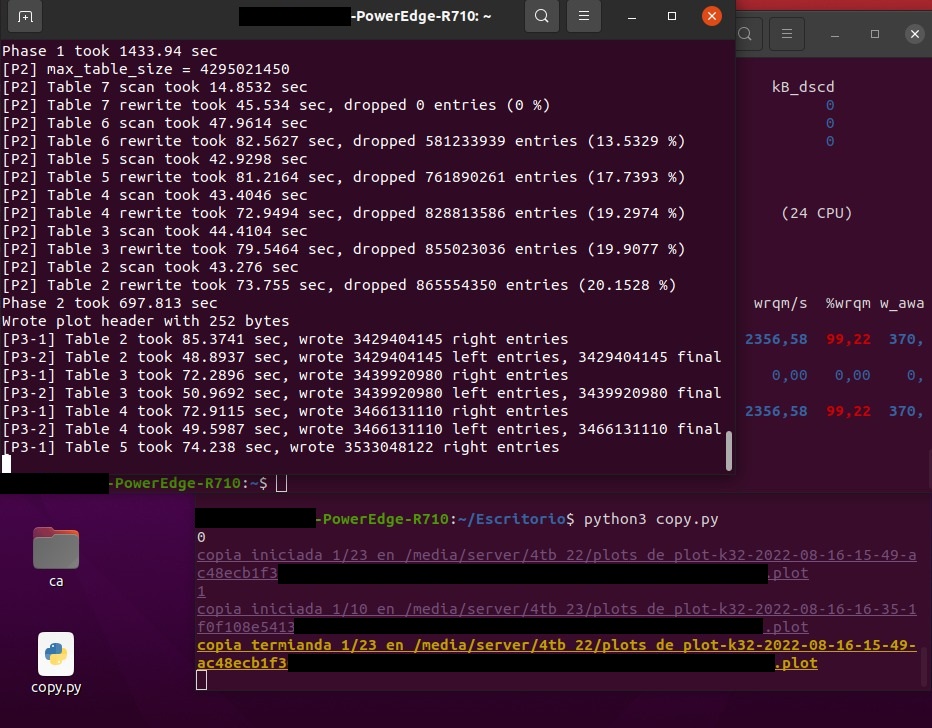 -PowerEdge-R710: ~
Phase 1 took 1433.94 sec
[P2] max_table_size = 4295021450
[P2] Table 7 scan took 14.8532 sec
[P2] Table 7 rewrite took 45.534 sec, dropped 0 entries (0 %)
[P2] Table 6 scan took 47.9614 sec
[P2] Table 6 rewrite took 82.5627 sec, dropped 581233939 entries (13.5329 %)
[P2] Table 5 scan took 42.9298 sec
[P2] Table 5 rewrite took 81.2164 sec, dropped 761890261 entries (17.7393 %)
[P2] Table 4 scan took 43.4046 sec
[P2] Table 4 rewrite took 72.9494 sec, dropped 828813586 entries (19.2974 %)
[P2] Table 3 scan took 44.4104 sec
[P2] Table 3 rewrite took 79.5464 sec, dropped 855023036 entries (19.9077 %)
[P2] Table 2 scan took 43.276 sec
[P2] Table 2 rewrite took 73.755 sec, dropped 865554350 entries (20.1528 %)
Phase 2 took 697.813 sec
Wrote plot header with 252 bytes
[P3-1] Table 2 took 85.3741 sec, wrote 3429404145 right entries
[P3-2] Table 2 took 48.8937 sec, wrote 3429404145 left entries, 3429404145 final
[P3-1] Table 3 took 72.2896 sec, wrote 3439920980 right entries
[P3-2] Table 3 took 50.9692 sec, wrote 3439920980 left entries, 3439920980 final
[P3-1] Table 4 took 72.9115 sec, wrote 3466131110 right entries
[P3-2] Table 4 took 49.5987 sec, wrote 3466131110 left entries, 3466131110 final
[P3-1] Table 5 took 74.238 sec, wrote 3533048122 right entries
kB_dscd
0
0
0
(24 CPU)
wrqm/s %wrqm w_awa
2356,58 99,22 370,
0,00 0,00 0,
2356,58 99,22 370,
-PowerEdge-R710:~$
-PowerEdge-R710:~/Escritorio$ python3 copy.py
0
copia iniciada 1/23 en /media/server/4tb_22/plots de plot-k32-2022-08-16-15-49-a
c48ecb1f3 .plot
1
copia iniciada 1/10 en /media/server/4tb_23/plots de plot-k32-2022-08-16-16-35-1
f0f108e5413 .plot
copia termianda 1/23 en /media/server/4tb_22/plots de plot-k32-2022-08-16-15-49-
ac48ecb1f3 .plot
ca
copy.py